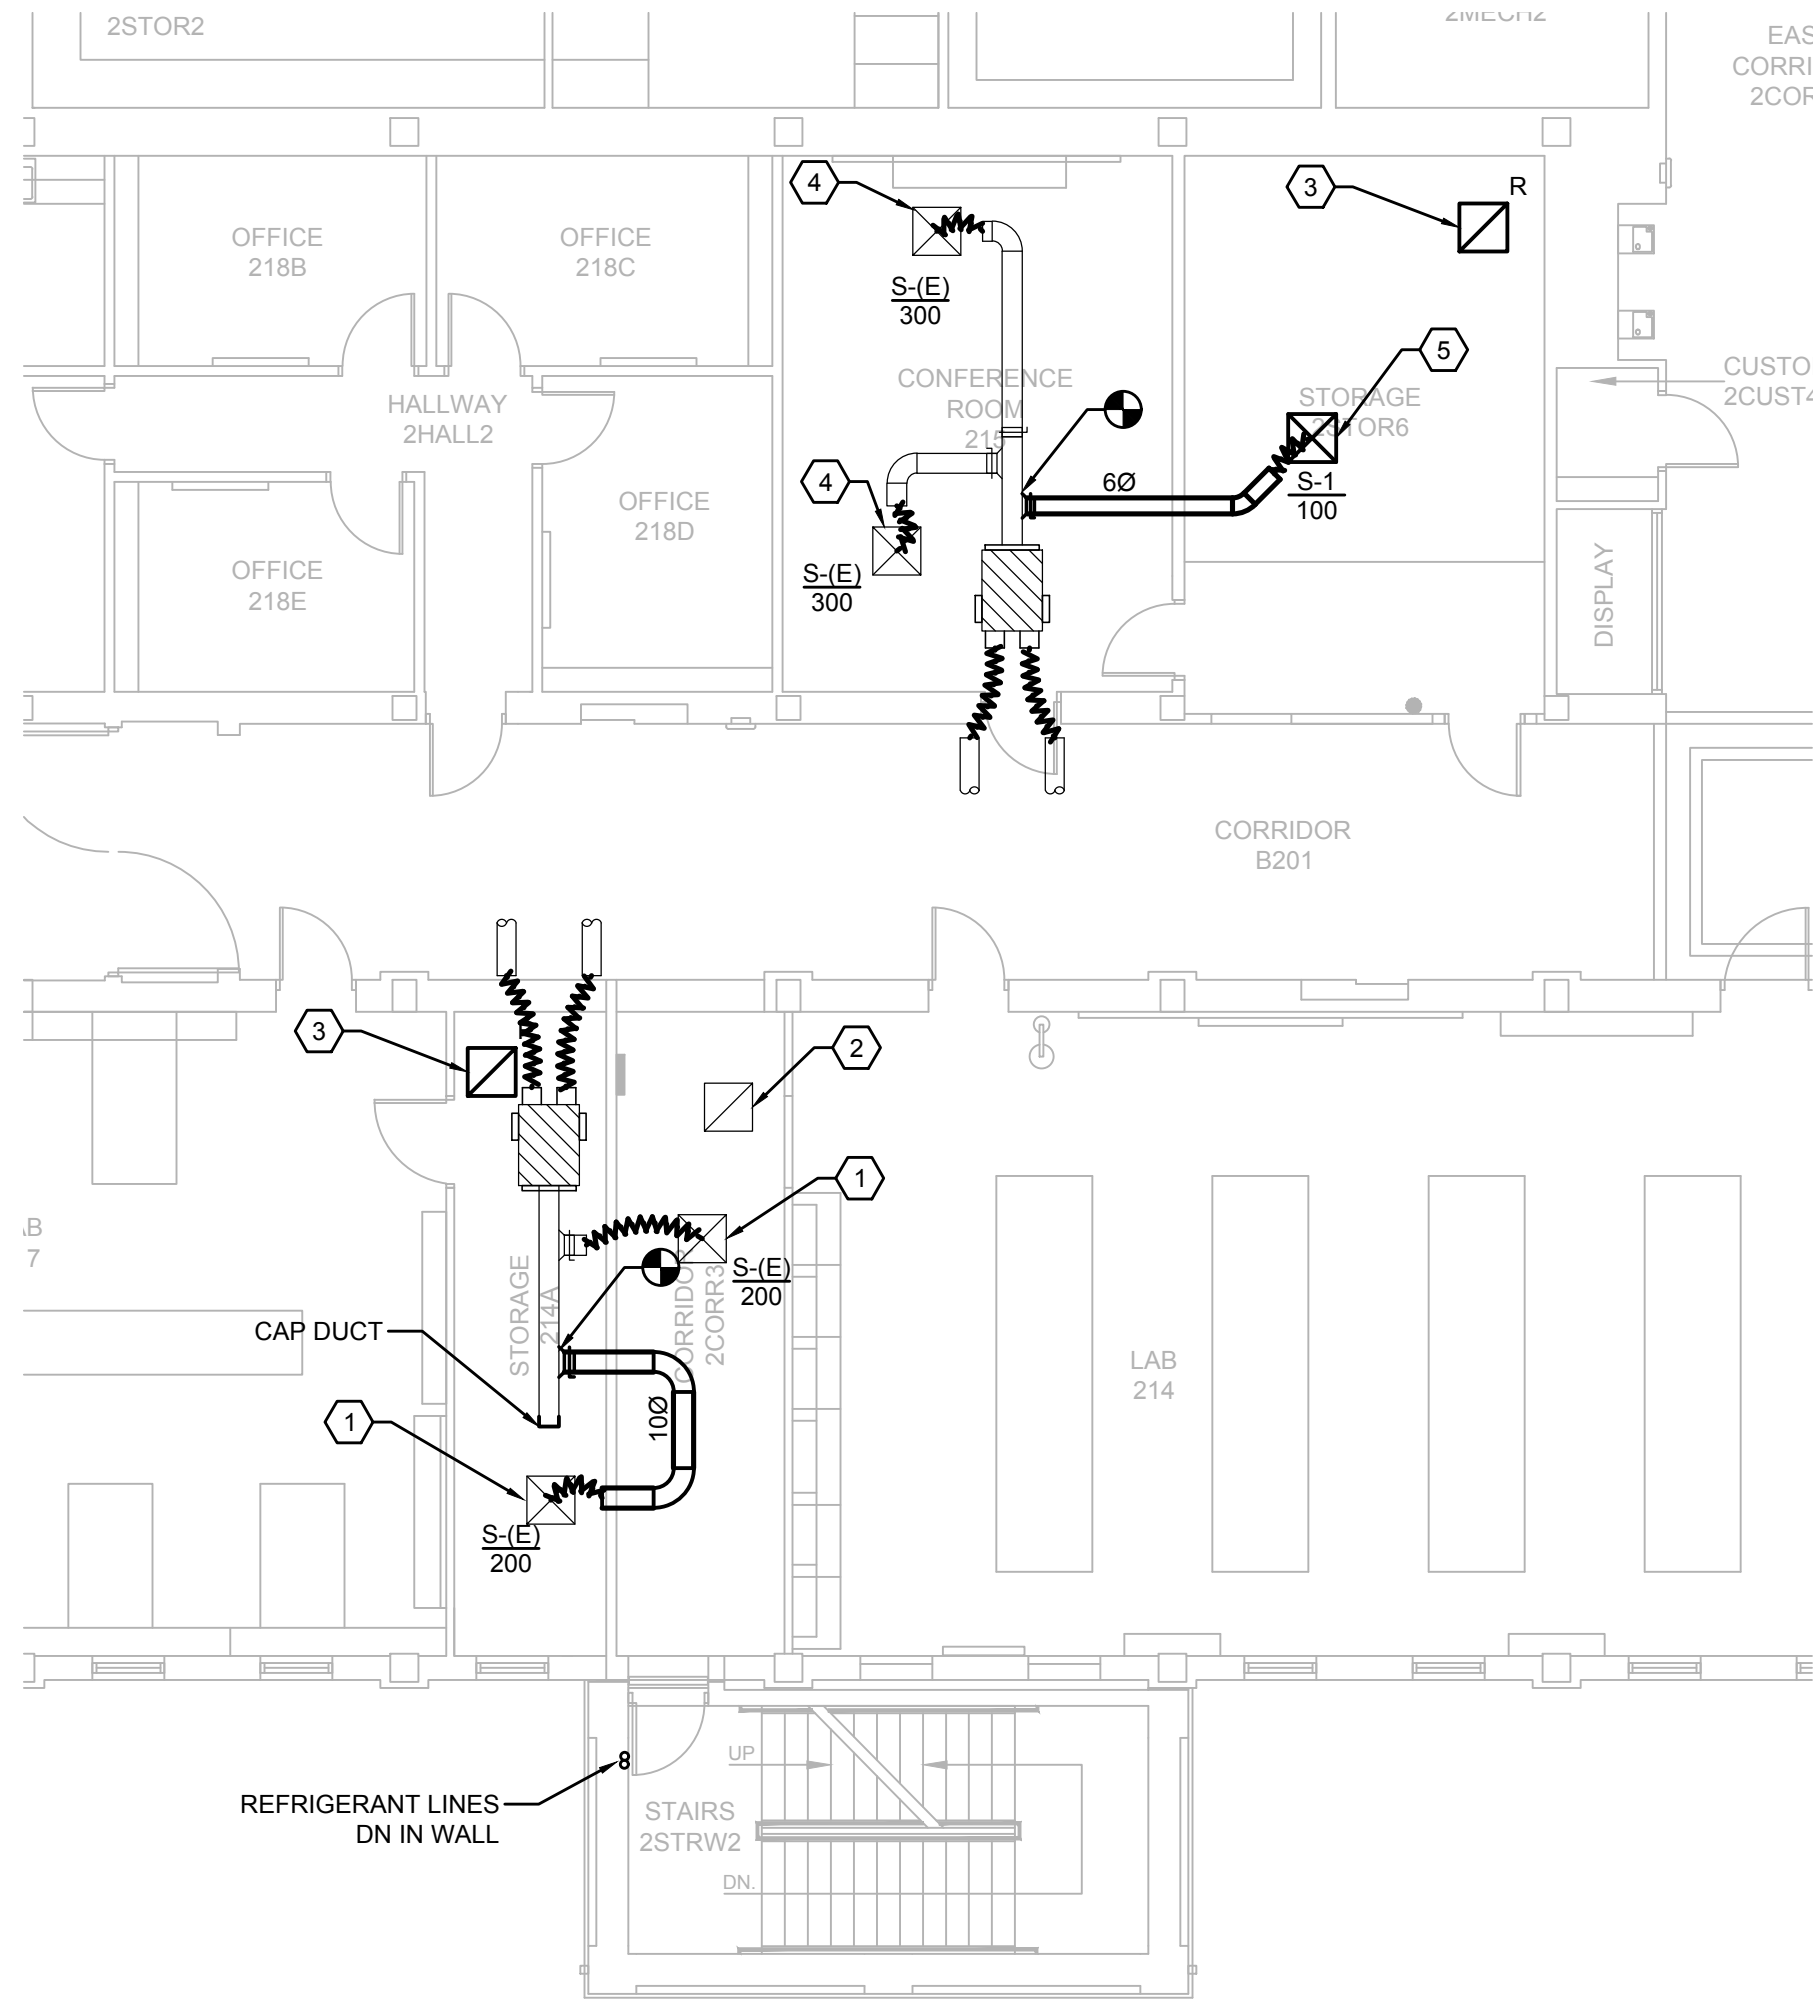 2STOR2
2MECH2
CORRI
2COR
4
3
R
OFFICE
218B
OFFICE
218C
S-(E)
300
5
CONFERENCE
ROOM
215
STORAGE
2STOR6
CUSTO
2CUST4
HALLWAY
2HALL2
4
6Ø
S-1
100
OFFICE
218D
OFFICE
218E
S-(E)
300
DISPLAY
CORRIDOR
B201
3
2
1
S-(E)
200
STORAGE
214A
CORRIDOR
2CORR3
CAP DUCT
LAB
214
1
10Ø
S-(E)
200
UP
REFRIGERANT LINES
DN IN WALL
STAIRS
2STRW2
DN.